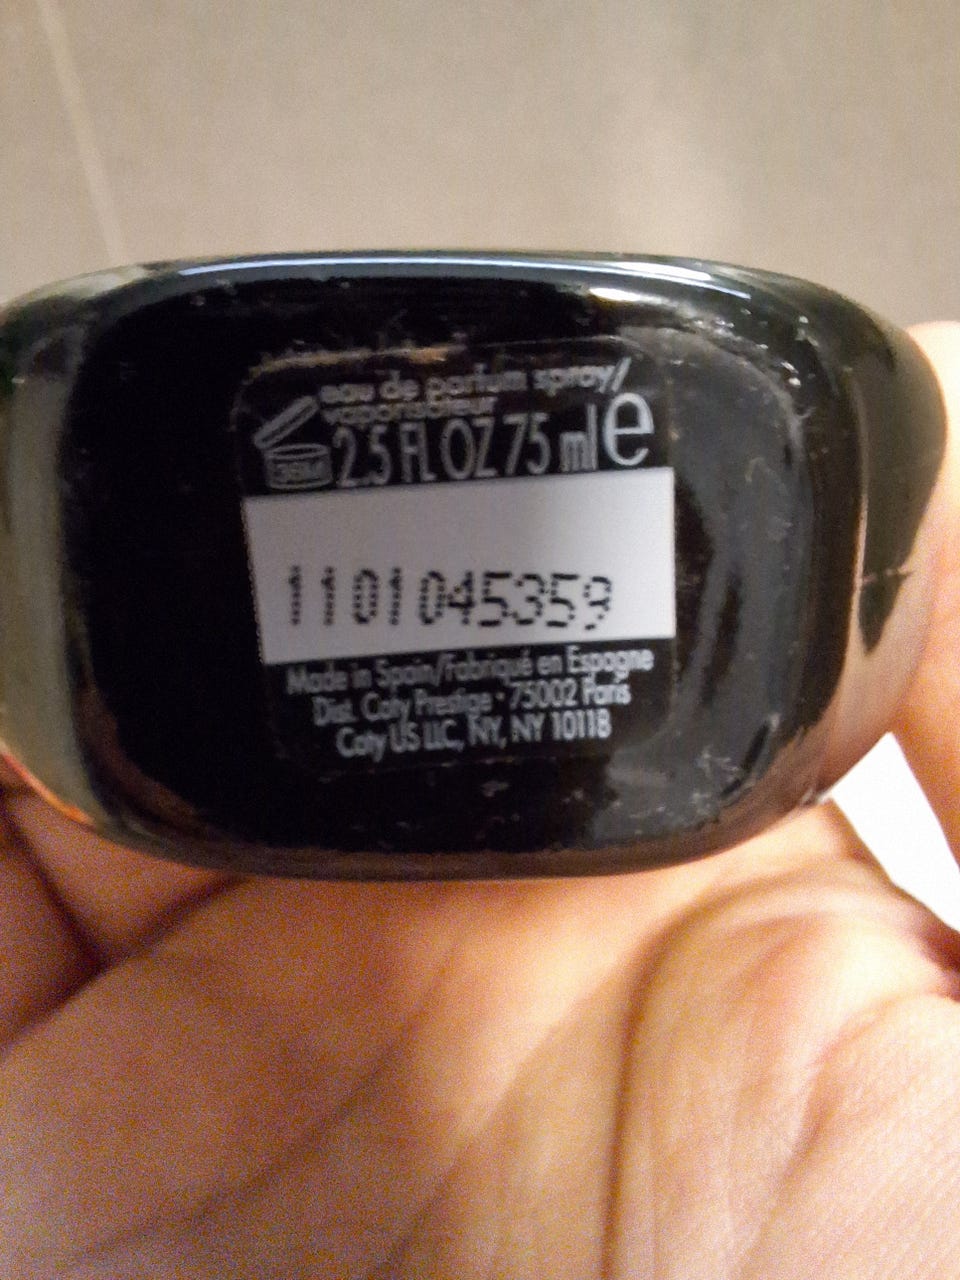 eau de parfum spray/
vaporisateur
36M 2.5 FL OZ 75 ml e
1101045359
Made in Spain/Fabriqué en Espagne
Dist. Coty Prestige · 75002 Paris
Coty US LLC, NY, NY 10118